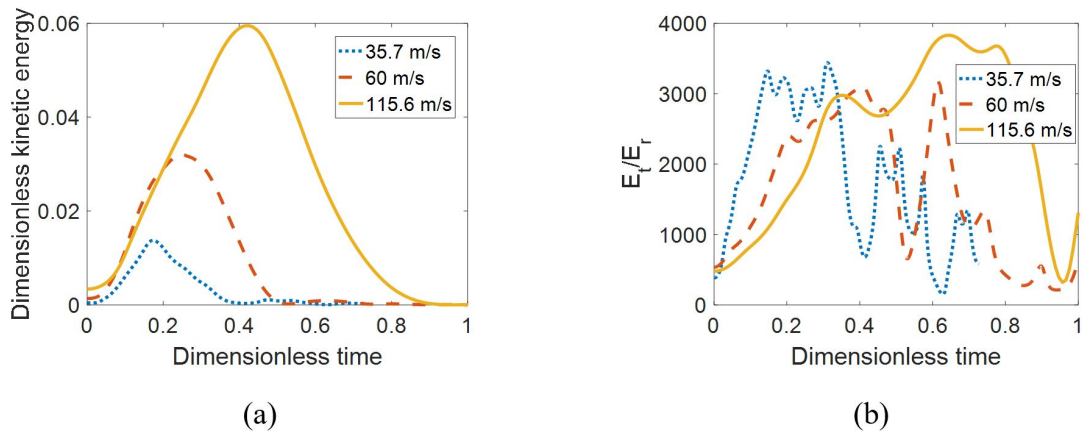 (a)
Dimensionless kinetic energy
0.06
0.04
0.02
0
0 0.2 0.4 0.6 0.8 1
Dimensionless time
35.7 m/s
60 m/s
115.6 m/s
(b)
E_t/E_r
4000
3000
2000
1000
0
0 0.2 0.4 0.6 0.8 1
Dimensionless time
35.7 m/s
60 m/s
115.6 m/s
(a)
(b)